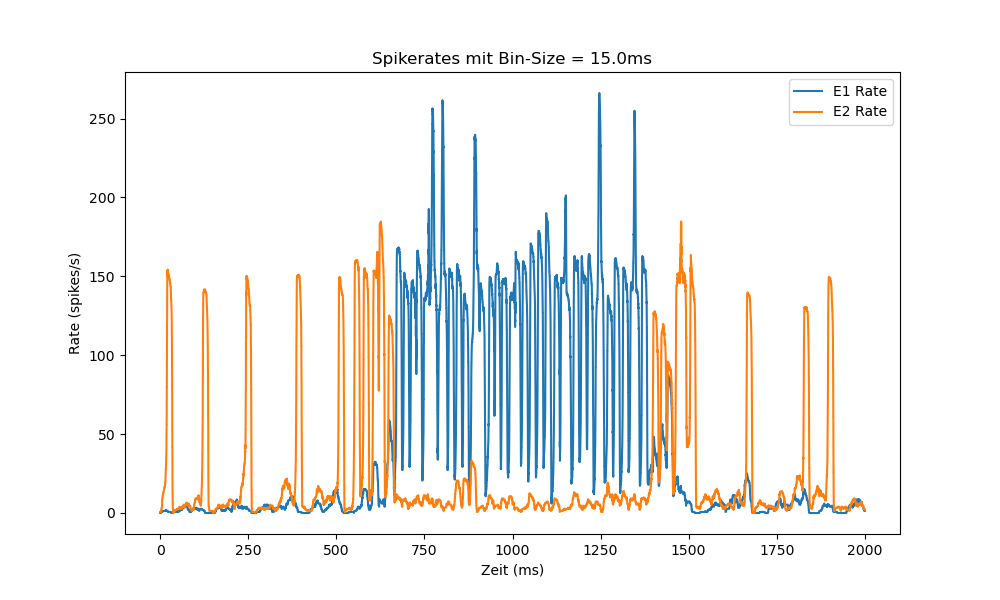 Spikerates mit Bin-Size = 15.0ms
E1 Rate
E2 Rate
250
200
150
100
50
0
Rate (spikes/s)
0 250 500 750 1000 1250 1500 1750 2000
Zeit (ms)